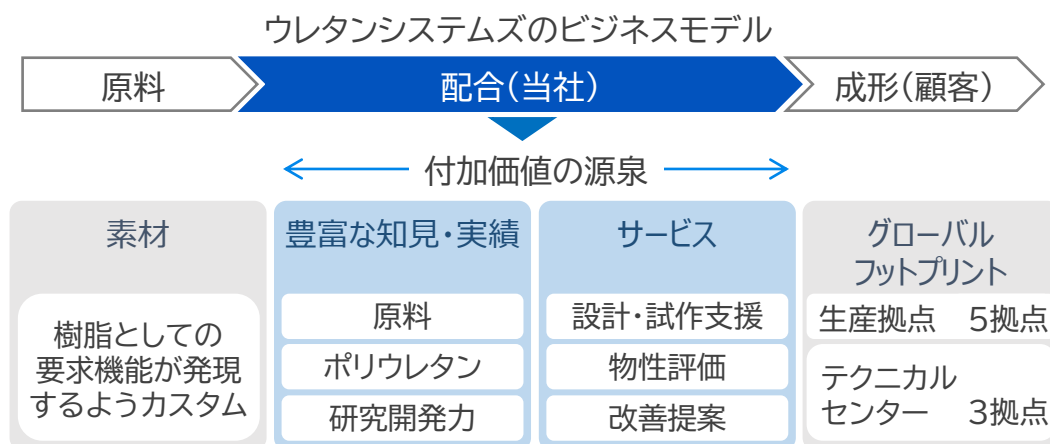 ウレタンシステムズのビジネスモデル
原料
配合（当社）
成形（顧客）
付加価値の源泉
素材
樹脂としての
要求機能が発現
するようカスタム
豊富な知見・実績
原料
ポリウレタン
研究開発力
サービス
設計・試作支援
物性評価
改善提案
グローバル
フットプリント
生産拠点　5拠点
テクニカル
センター　3拠点